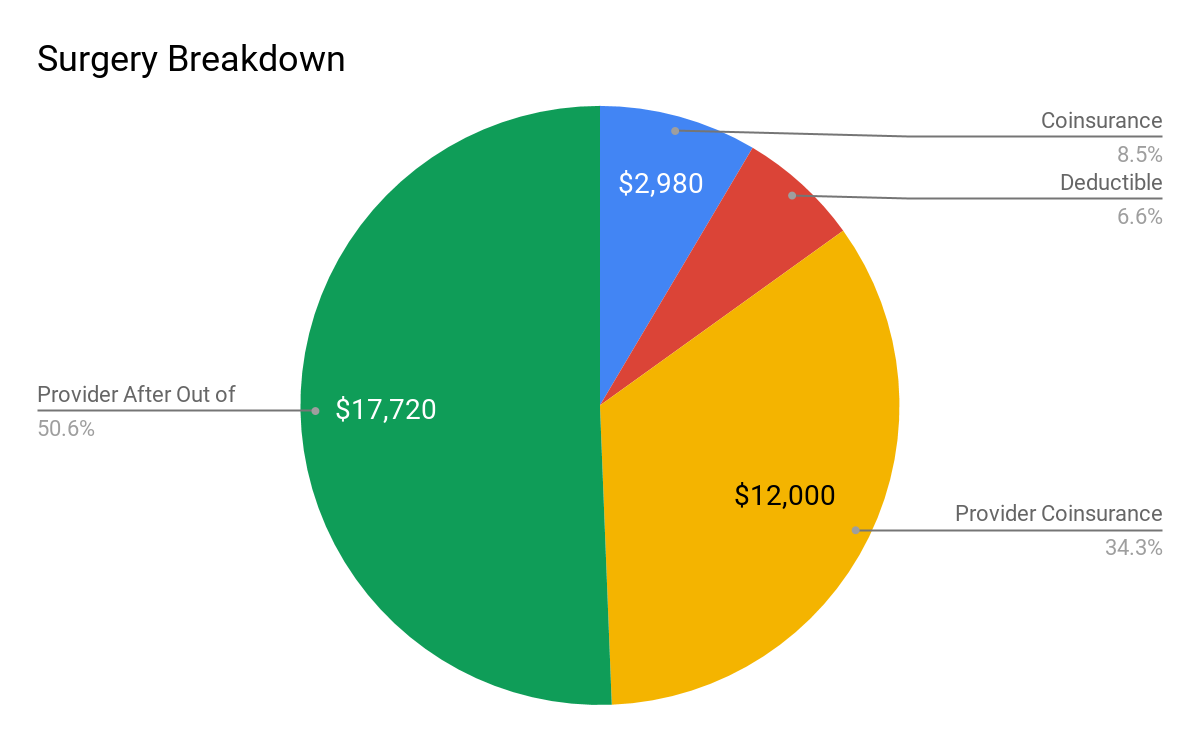 Surgery Breakdown
Coinsurance
8.5%
$2,980
Deductible
6.6%
Provider After Out of
$17,720
50.6%
$12,000
Provider Coinsurance
34.3%